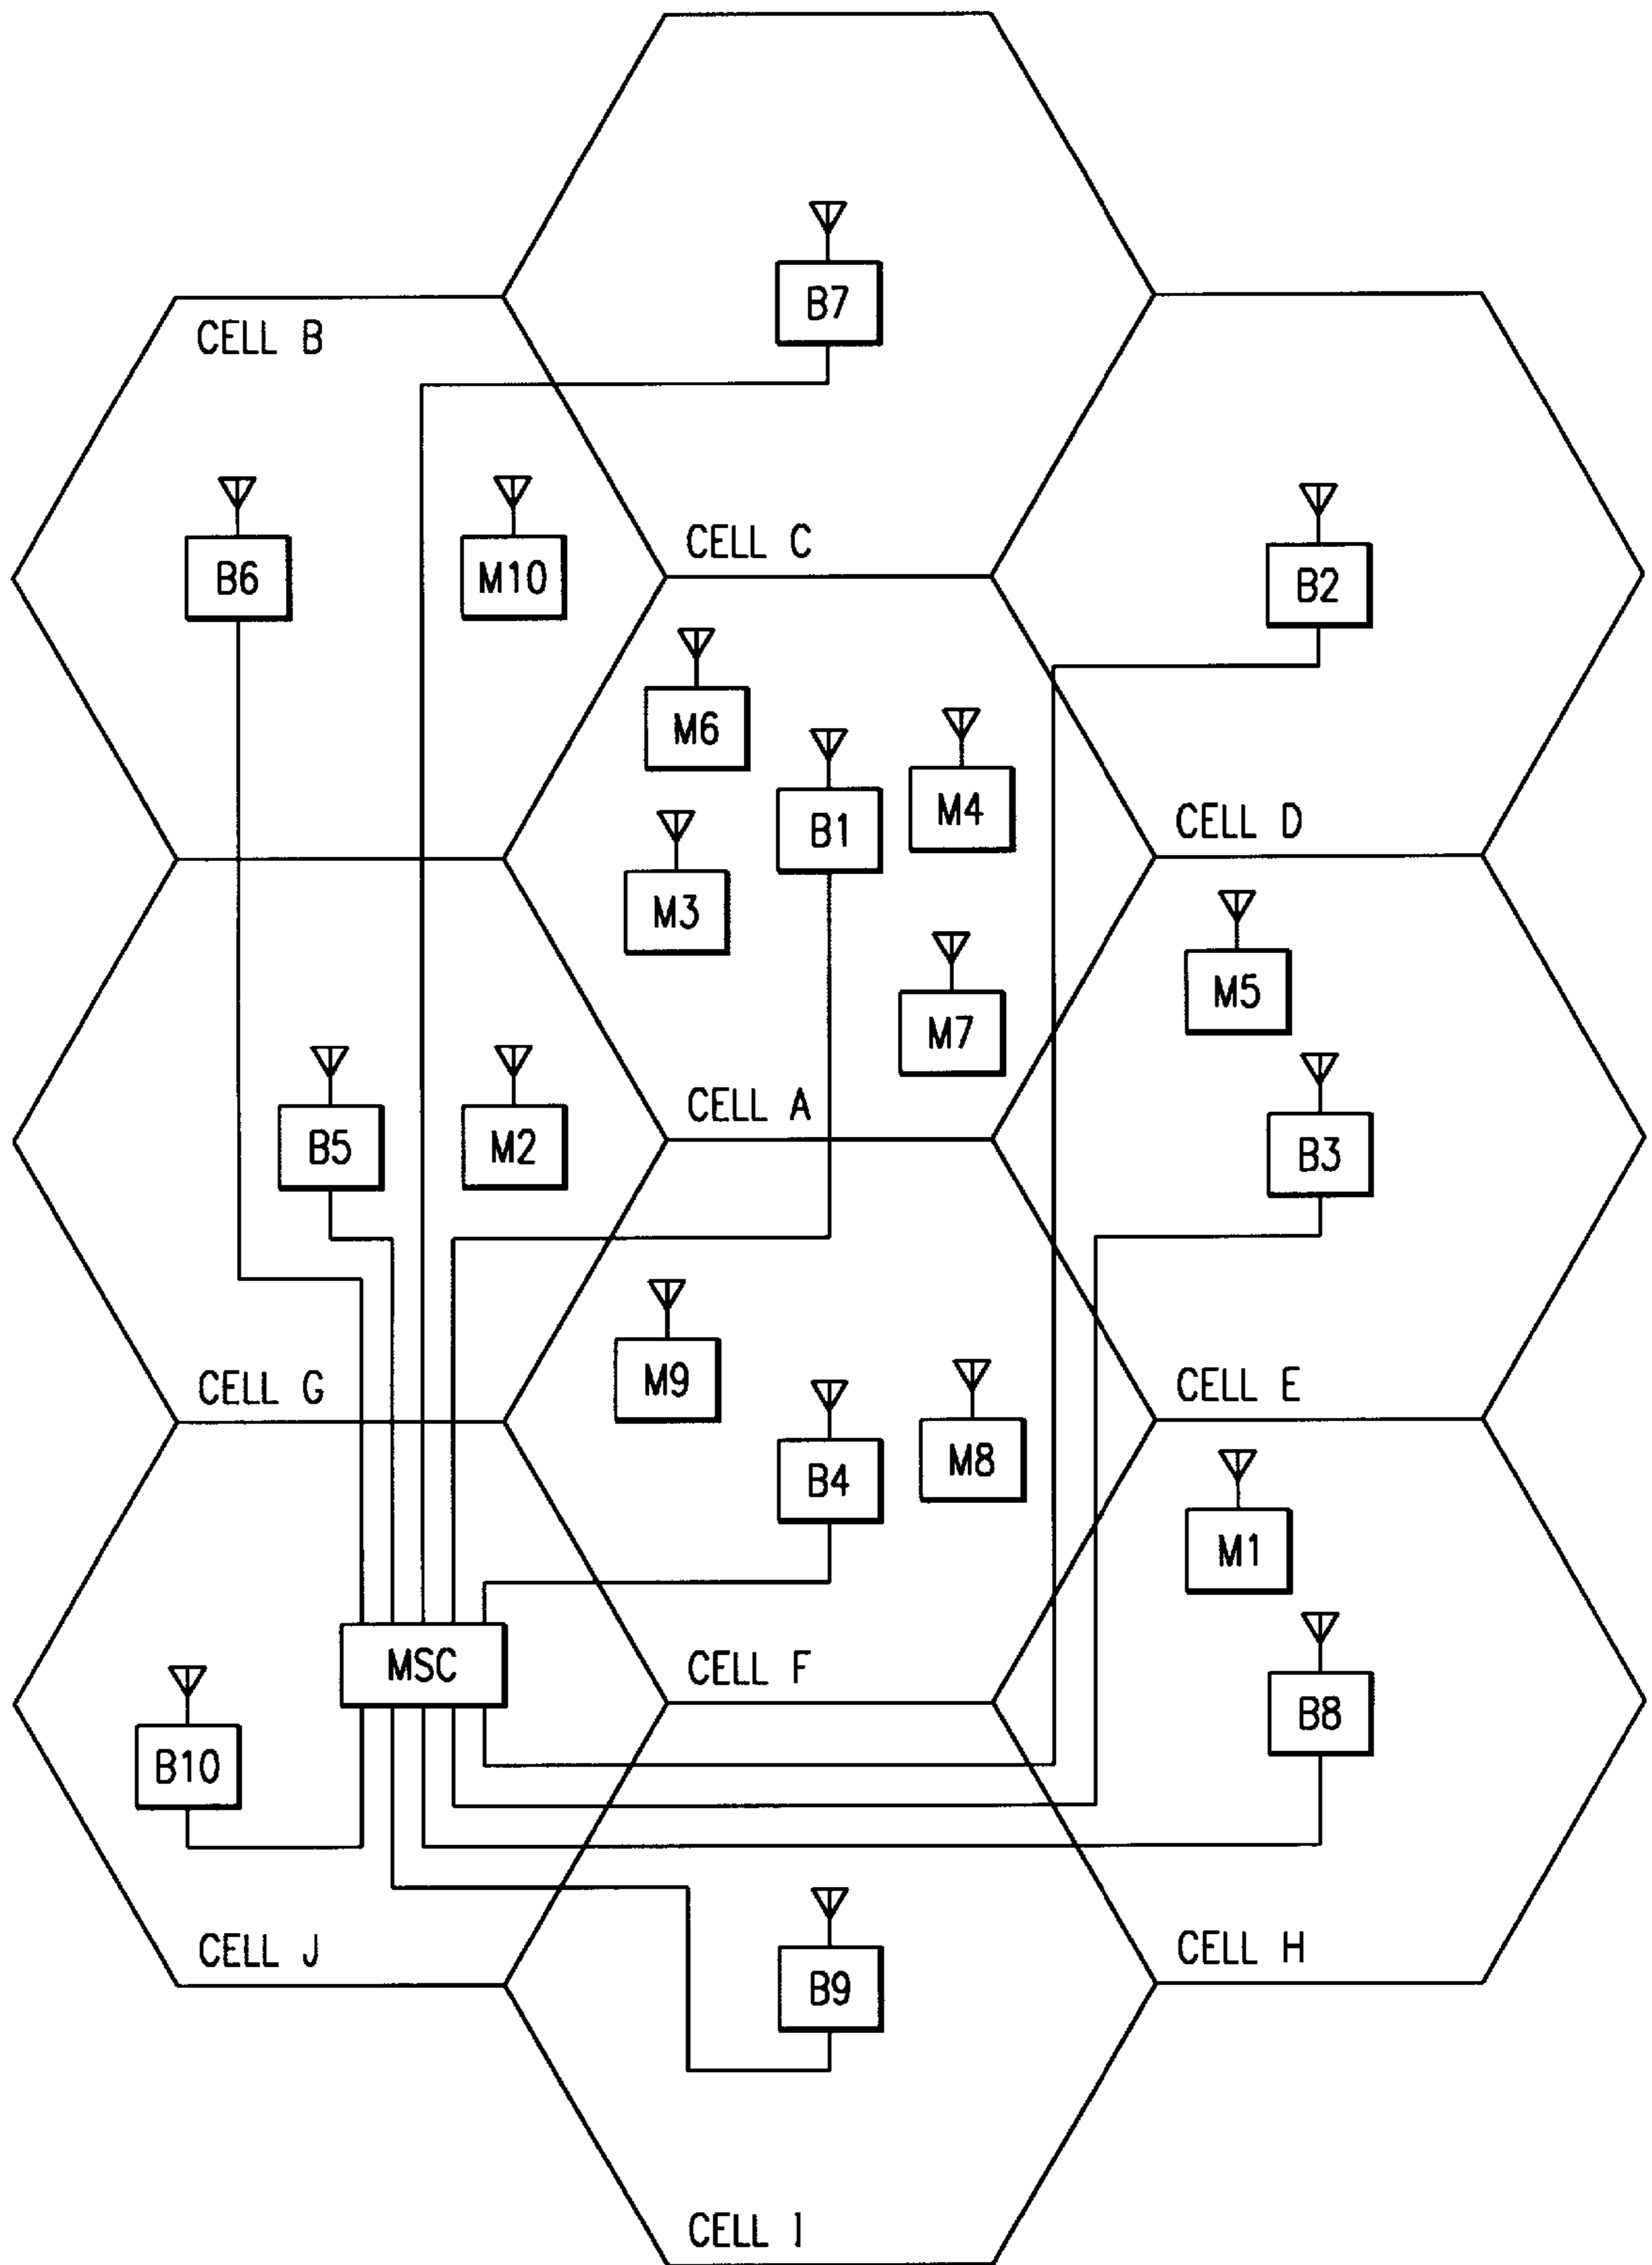 B7
CELL B
CELL C
B6
M10
B2
M6
M4
B1
CELL D
M3
M5
M7
CELL A
B5
M2
B3
M9
CELL G
CELL E
B4
M8
M1
MSC
CELL F
B8
B10
CELL J
CELL H
B9
CELL I